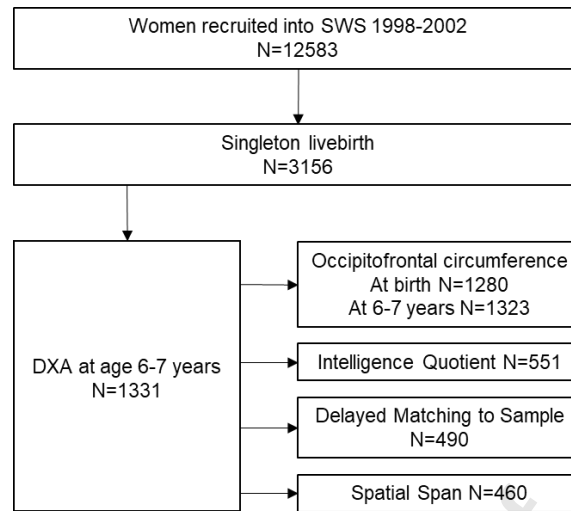 Women recruited into SWS 1998-2002
N=12583
Singleton livebirth
N=3156
DXA at age 6-7 years
N=1331
Occipitofrontal circumference
At birth N=1280
At 6-7 years N=1323
Intelligence Quotient N=551
Delayed Matching to Sample
N=490
Spatial Span N=460